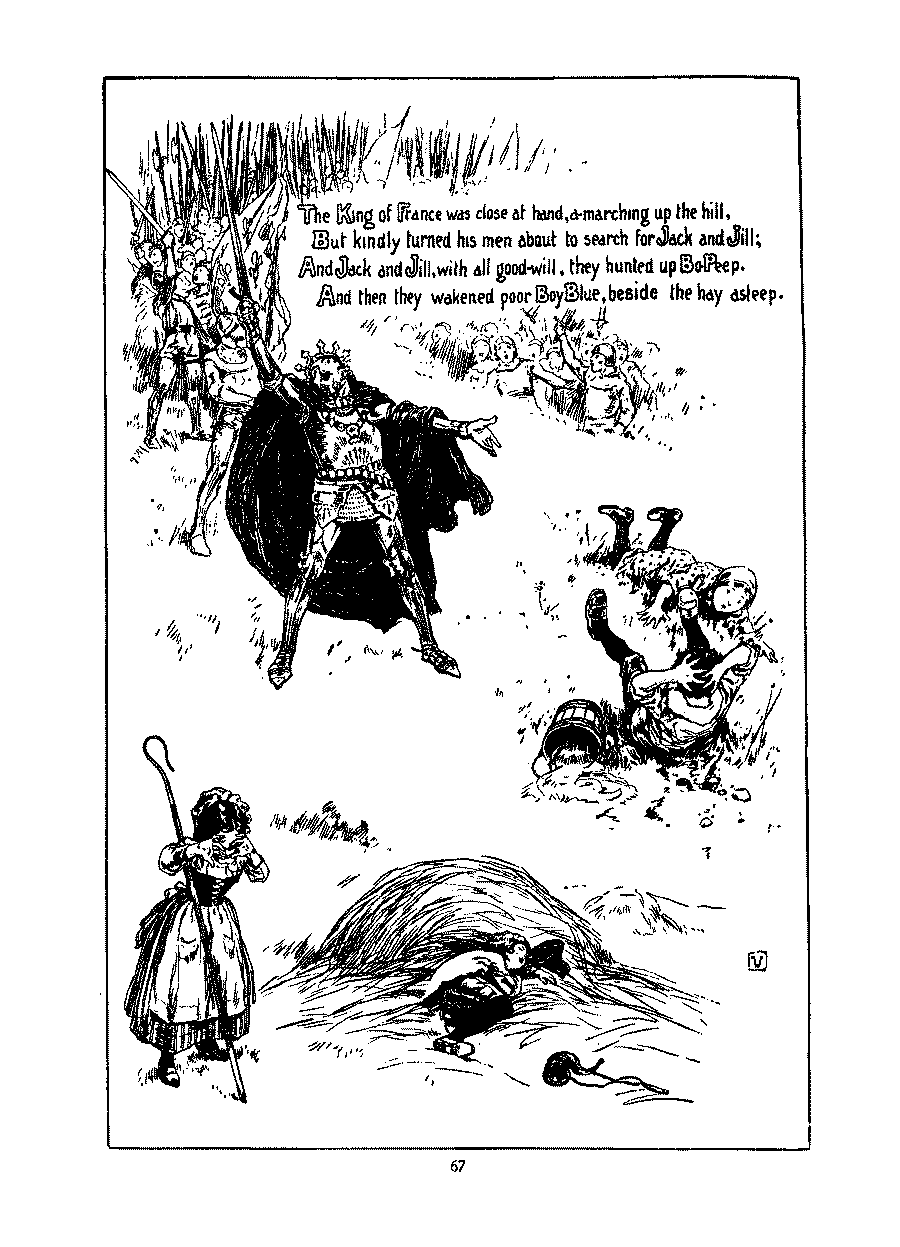 The King of France was close at hand, a-marching up the hill,
But kindly turned his men about to search for Jack and Jill;
And Jack and Jill, with all good-will, they hunted up Bo-Peep.
And then they wakened poor Boy Blue, beside the hay asleep.
V
67